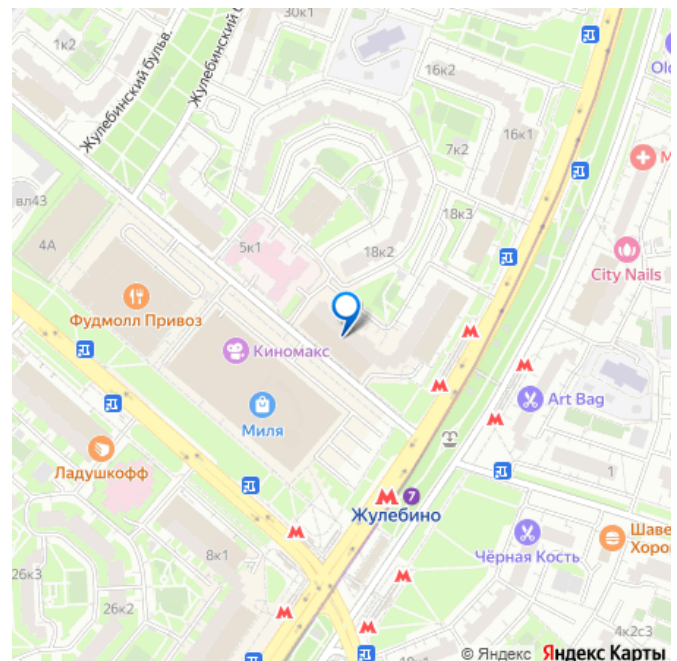 30к1
1к2
Жулебинский бульв.
Жулебинский б
16к2
16к1
7к2
вл43
4А
5к1
18к3
18к2
City Nails
Фудмолл Привоз
Киномакс
Миля
Art Bag
Ладушкофф
1
7
Жулебино
Чёрная Кость
Шаве
Хоро
8к1
26к3
26к2
4к2с3
© Яндекс Яндекс Карты